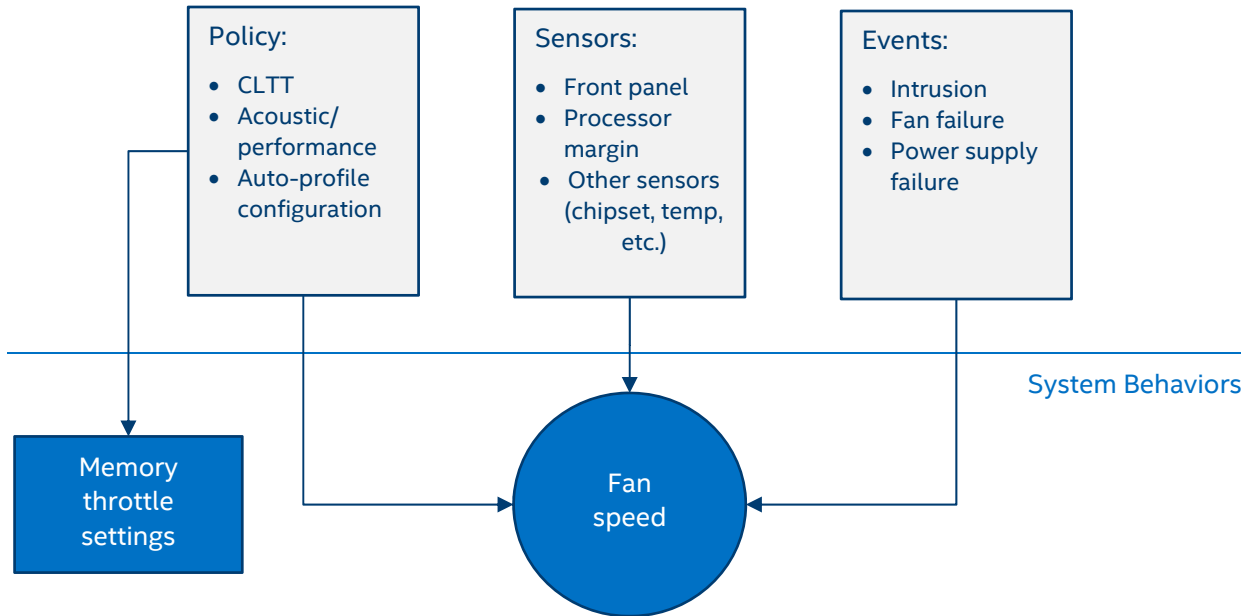 Policy:
• CLTT
• Acoustic/
performance
• Auto-profile
configuration
Sensors:
• Front panel
• Processor
margin
• Other sensors
(chipset, temp,
etc.)
Events:
• Intrusion
• Fan failure
• Power supply
failure
System Behaviors
Memory
throttle
settings
Fan
speed